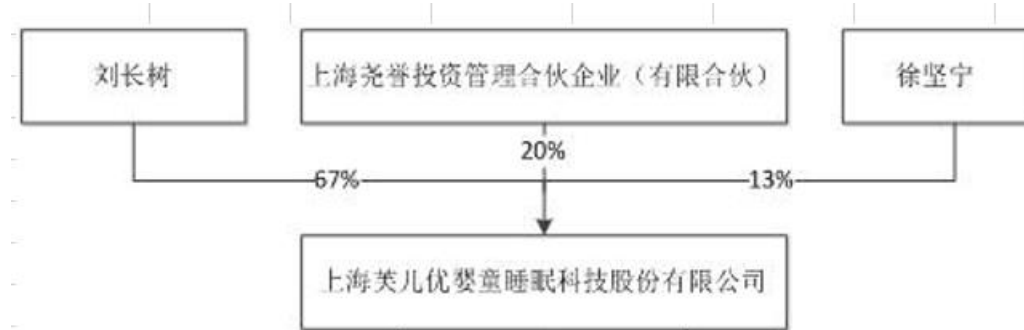 刘长树
上海尧誉投资管理合伙企业（有限合伙）
徐坚宁
20%
67%
13%
上海芙儿优婴童睡眠科技股份有限公司